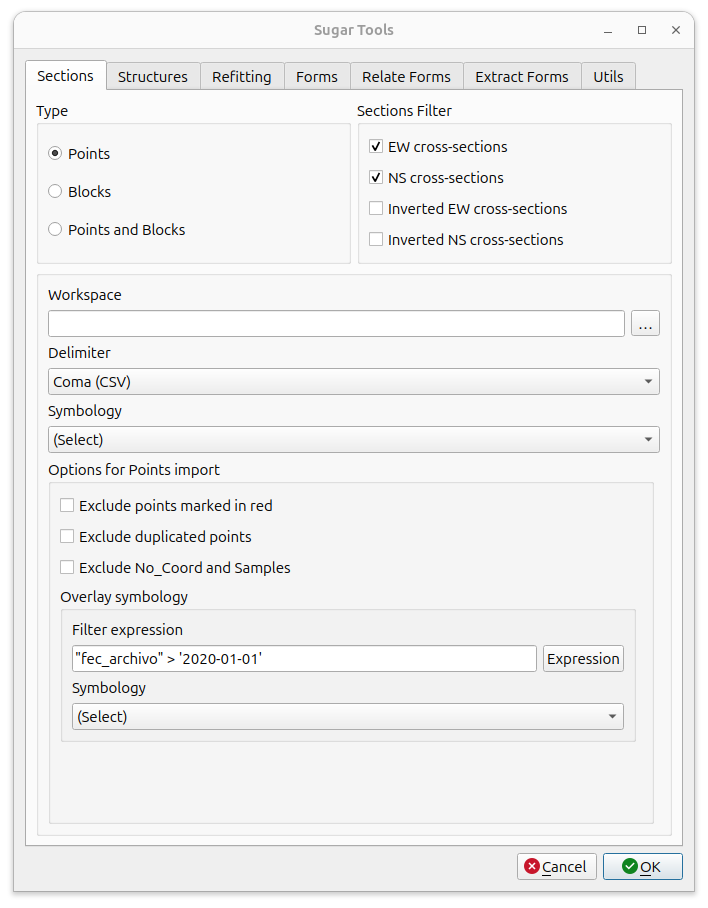 Sugar Tools
Sections Structures Refitting Forms Relate Forms Extract Forms Utils
Type
Points
Blocks
Points and Blocks
Sections Filter
EW cross-sections
NS cross-sections
Inverted EW cross-sections
Inverted NS cross-sections
Workspace
...
Delimiter
Coma (CSV)
Symbology
(Select)
Options for Points import
Exclude points marked in red
Exclude duplicated points
Exclude No_Coord and Samples
Overlay symbology
Filter expression
"fec_archivo" > '2020-01-01' Expression
Symbology
(Select)
Cancel OK